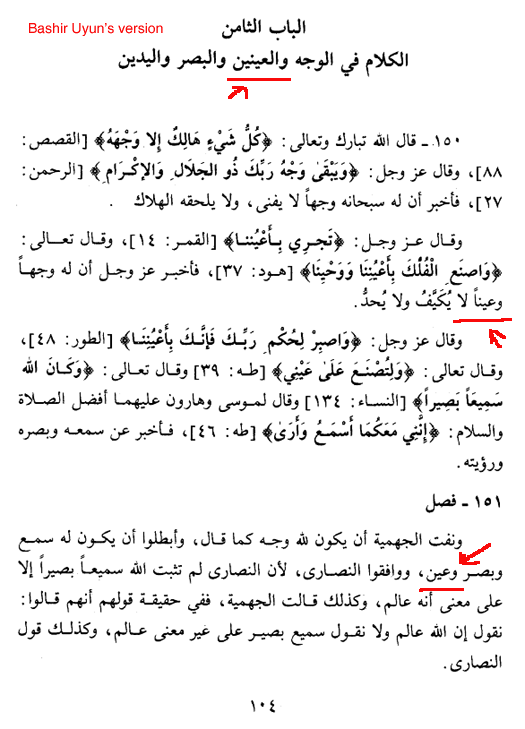 Bashir Uyun's version
الباب الثامن
الكلام في الوجه والعينين والبصر واليدين
١٥٠ ـ قال الله تبارك وتعالى: ﴿كُلُّ شَيْءٍ هَالِكٌ إِلا وَجْهَهُ﴾ [القصص:
٨٨]، وقال عز وجل: ﴿وَيَبْقَىٰ وَجْهُ رَبِّكَ ذُو الجَلَالِ وَالإِكْرَامِ﴾ [الرحمن:
٢٧]، فأخبر أن له سبحانه وجهاً لا يفنى، ولا يلحقه الهلاك .
وقال عز وجل: ﴿تَجْرِي بِأَعْيُنِنا﴾ [القمر: ١٤]، وقال تعالى:
﴿وَاصنَعِ الْفُلْكَ بِأَعْيُنِنَا وَوَحْيِنَا﴾ [هود: ٣٧]، فأخبر عز وجل أن له وجهاً
وعيناً لا يُكَيَّفُ ولا يُحدُّ.
وقال عز وجل: ﴿وَاصبِرْ لِحُكْمِ رَبِّكَ فَإِنَّكَ بِأَعْيُنِنَا﴾ [الطور: ٤٨]،
وقال تعالى: ﴿وَلِتُصْنَعَ عَلَىٰ عَيْنِي﴾ [طه: ٣٩] وقال تعالى: ﴿وَكَانَ الله
سَمِيعَاً بَصِيراً﴾ [النساء: ١٣٤] وقال لموسى وهارون عليهما أفضل الصلاة
والسلام: ﴿إِنَّنِي مَعَكُمَا أَسْمَعُ وَأَرَىٰ﴾ [طه: ٤٦]، فأخبر عن سمعه وبصره
ورؤيته.
١٥١ ـ فصل
ونفت الجهمية أن يكون لله وجه كما قال، وأبطلوا أن يكون له سمع
وبصر وعين، ووافقوا النصارى، لأن النصارى لم تثبت الله سميعاً بصيراً إلا
على معنى أنه عالم، وكذلك قالت الجهمية، ففي حقيقة قولهم أنهم قالوا:
نقول إن الله عالم ولا نقول سميع بصير على غير معنى عالم، وكذلك قول
النصارى.
١٠٤